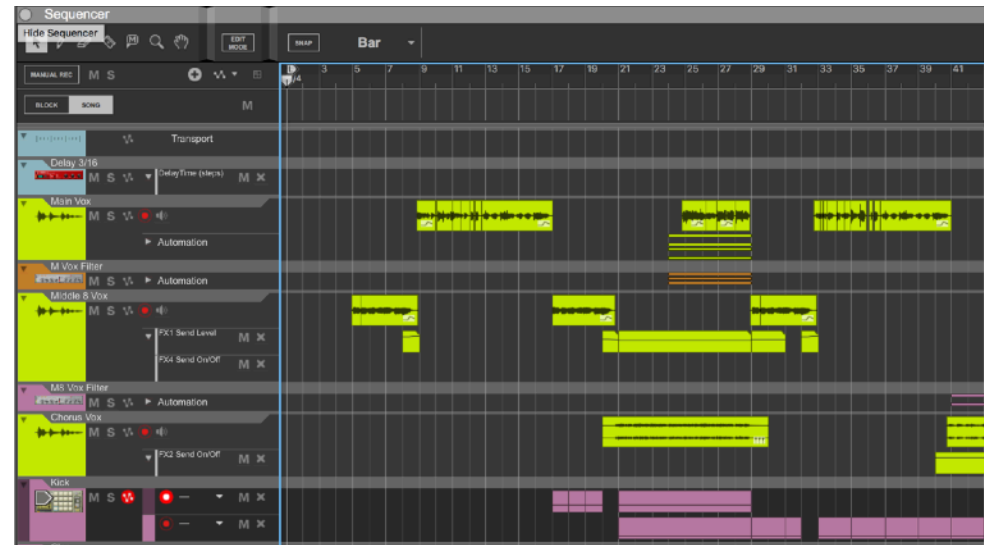 Sequencer
Hide Sequencer
EDIT MODE
SNAP
Bar
MANUAL REC M S
3 5 7 9 11 13 15 17 19 21 23 25 27 29 31 33 35 37 39 41
/4
BLOCK SONG M
Transport
Delay 3/16
M S DelayTime (steps) M
Main Vox
M S
Automation
M Vox Filter
M S Automation
Middle 8 Vox
M S
FX1 Send Level M
FX4 Send On/Off M
M8 Vox Filter
M S Automation
Chorus Vox
M S
FX2 Send On/Off M
Kick
M S M
M